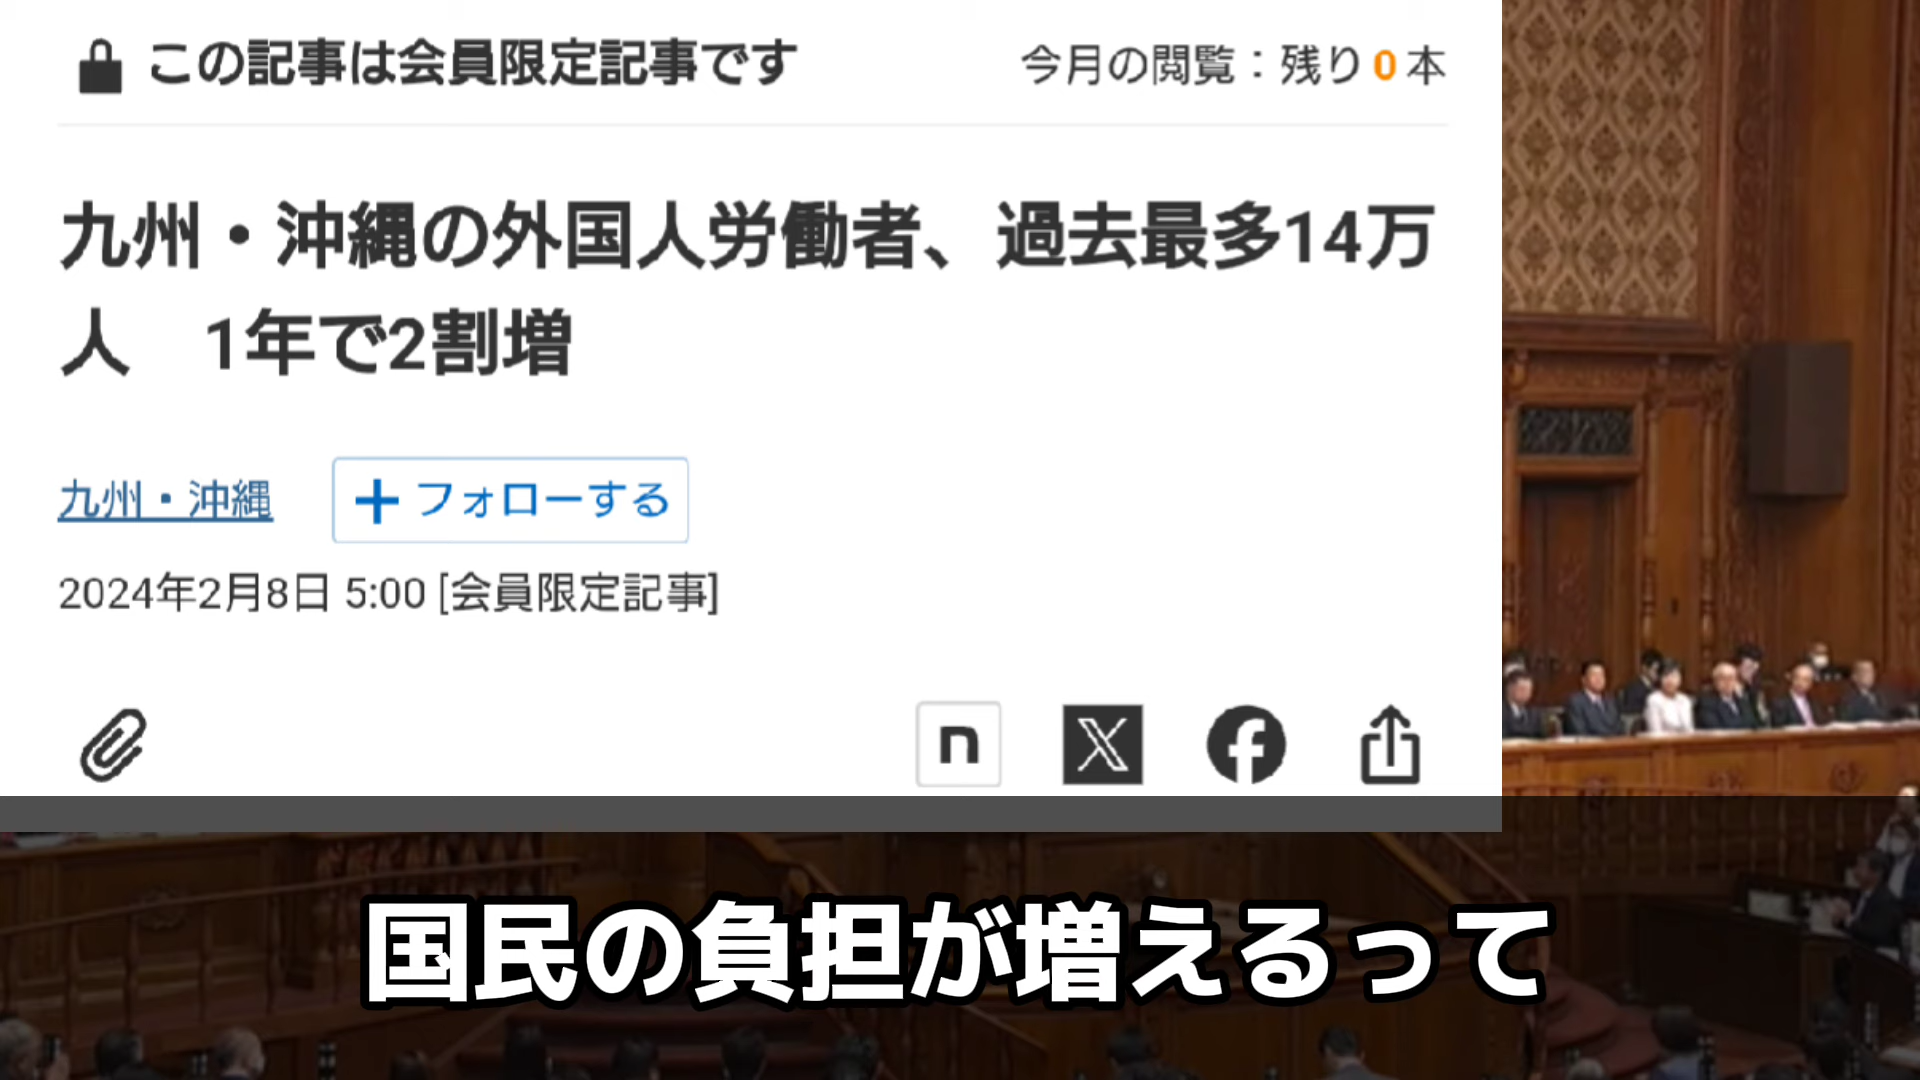 この記事は会員限定記事です
今月の閲覧：残り0本
九州・沖縄の外国人労働者、過去最多14万
人　1年で2割増
九州・沖縄
＋フォローする
2024年2月8日 5:00 [会員限定記事]
n
国民の負担が増えるって